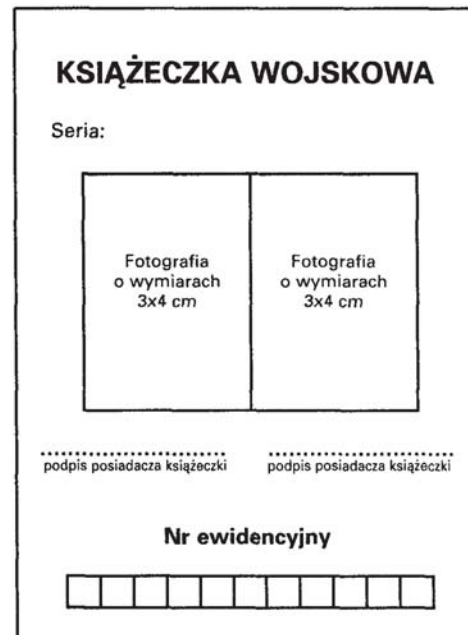 KSIĄŻECZKA WOJSKOWA
Seria:
Fotografia
o wymiarach
3x4 cm
Fotografia
o wymiarach
3x4 cm
podpis posiadacza książeczki
podpis posiadacza książeczki
Nr ewidencyjny